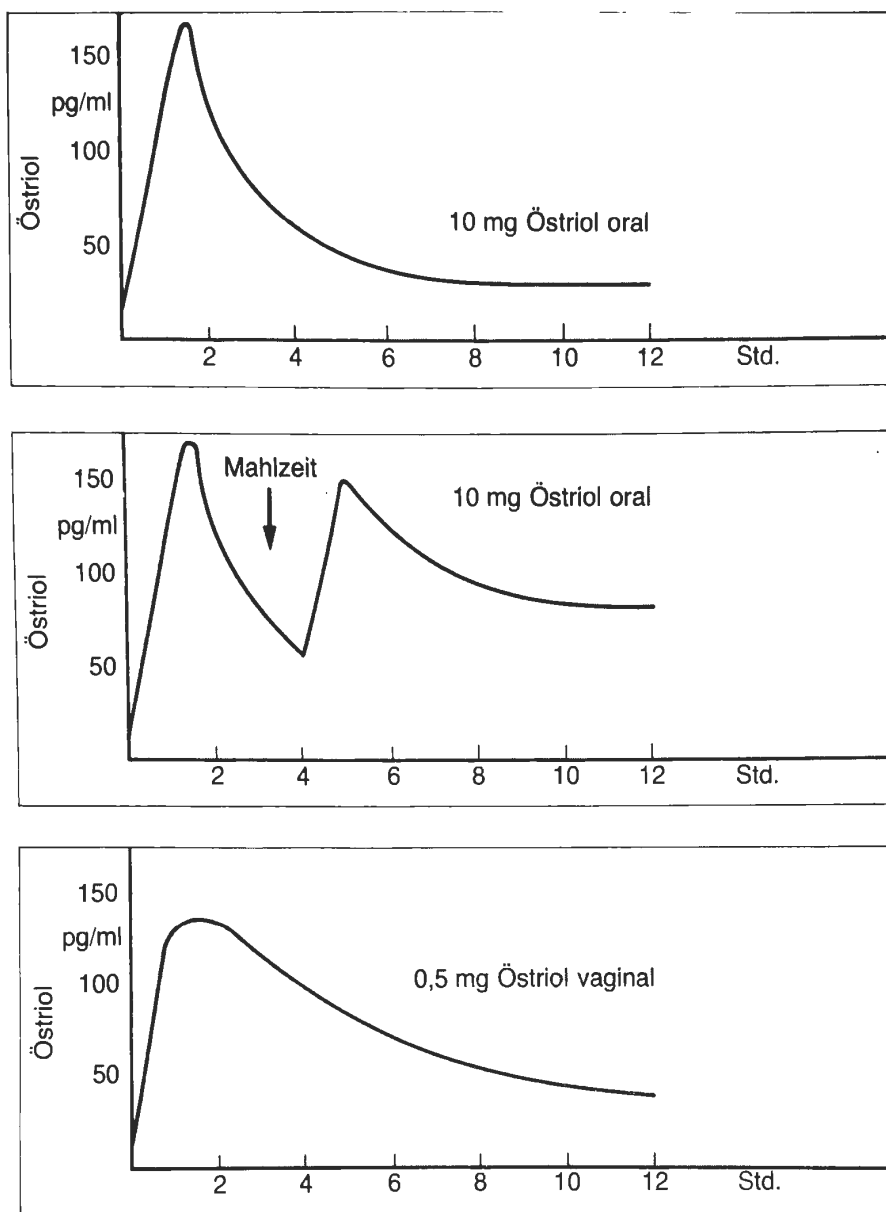 150
pg/ml
100
50
Östriol
10 mg Östriol oral
2 4 6 8 10 12 Std.
Mahlzeit
150
pg/ml
100
50
Östriol
10 mg Östriol oral
2 4 6 8 10 12 Std.
150
pg/ml
100
50
Östriol
0,5 mg Östriol vaginal
2 4 6 8 10 12 Std.